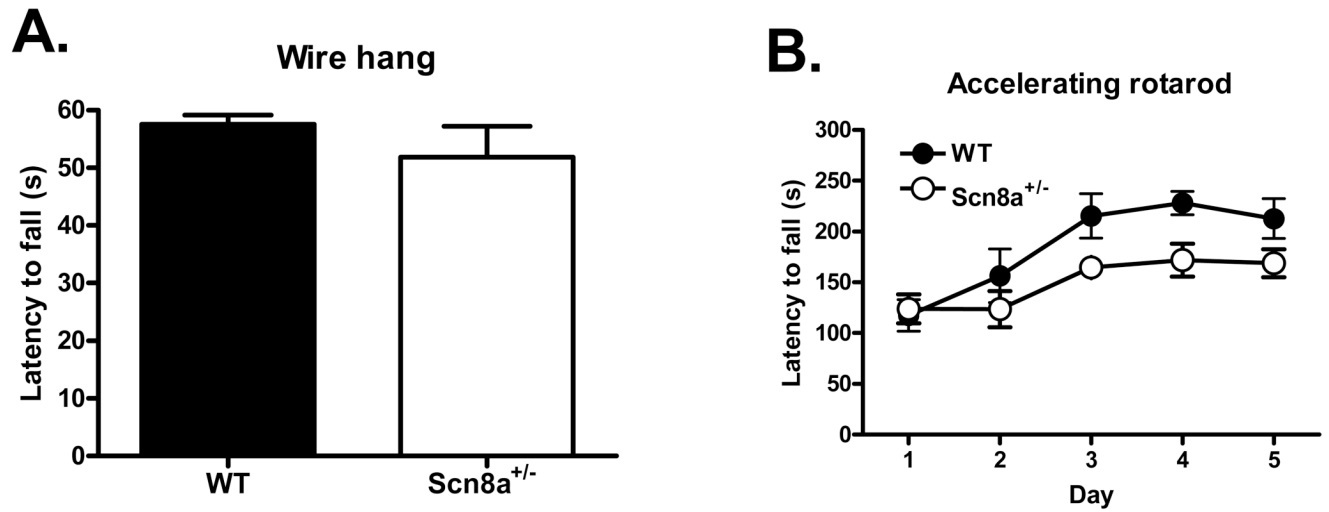 A.
Wire hang
Latency to fall (s)
60
50
40
30
20
10
0
WT
Scn8a+/-
B.
Accelerating rotarod
Latency to fall (s)
300
250
200
150
100
50
0
WT
Scn8a+/-
1 2 3 4 5
Day